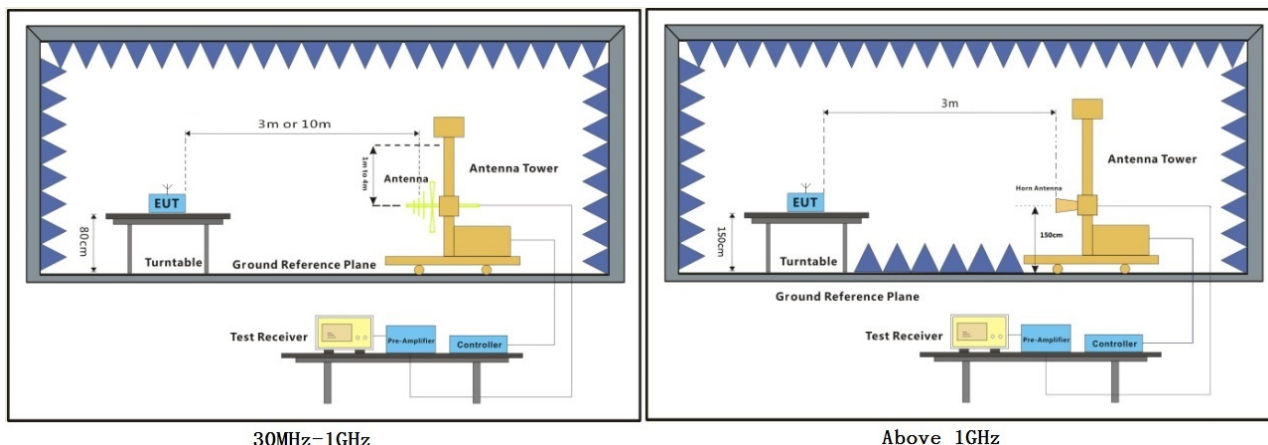 3m or 10m
1m to 4m
Antenna
Antenna Tower
EUT
80cm
Turntable
Ground Reference Plane
Test Receiver
Pre-Amplifier
Controller
30MHz-1GHz
3m
Antenna Tower
Horn Antenna
EUT
150cm
150cm
Turntable
Ground Reference Plane
Test Receiver
Pre-Amplifier
Controller
Above 1GHz